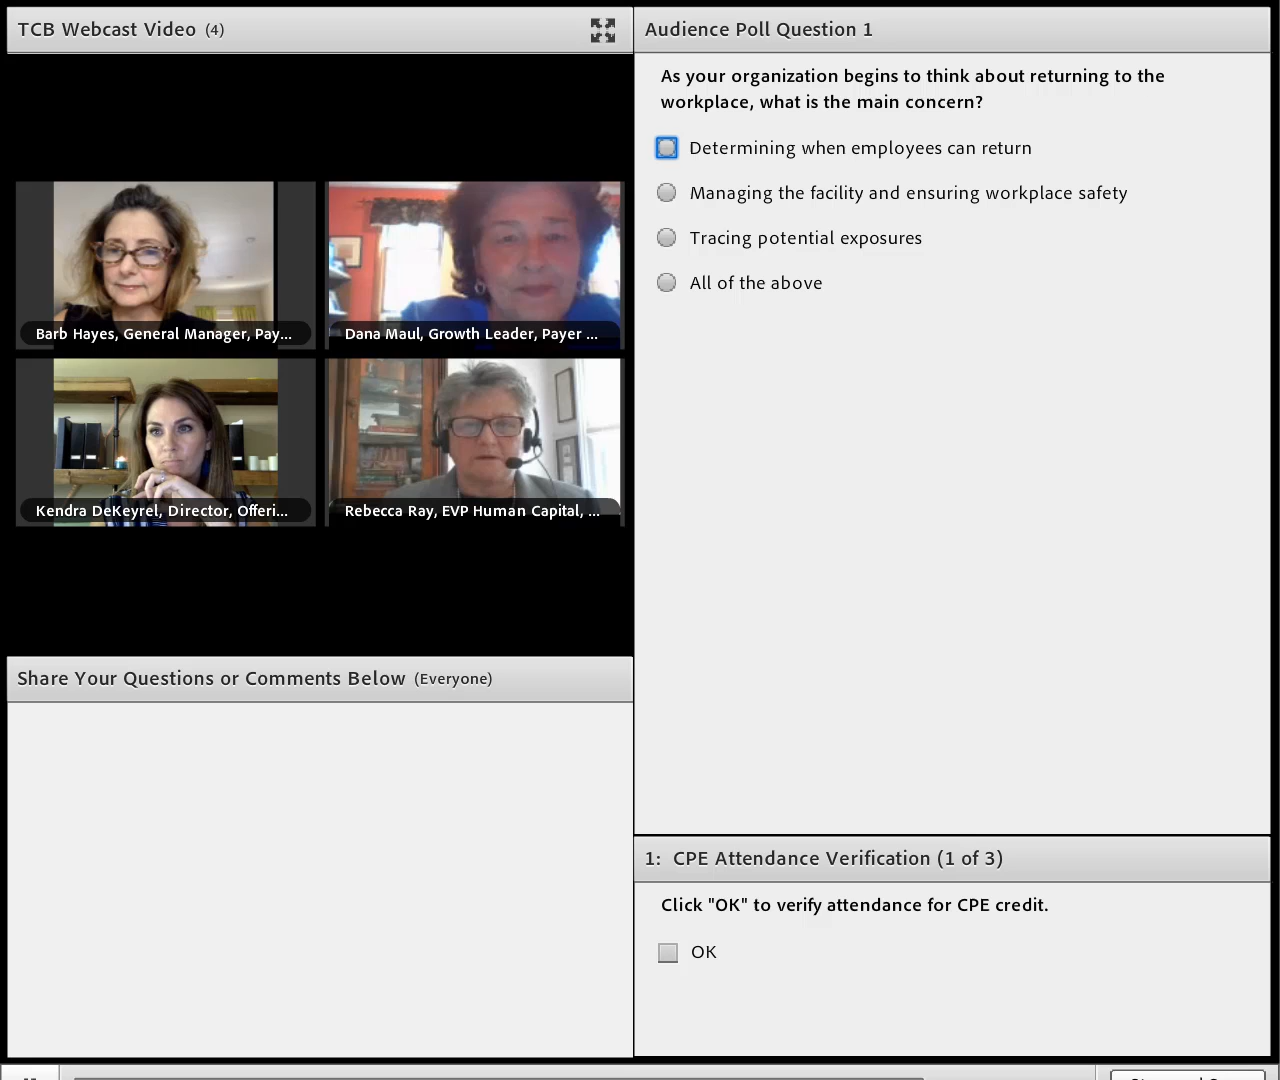 TCB Webcast Video (4)
Barb Hayes, General Manager, Pay...
Dana Maul, Growth Leader, Payer ...
Kendra DeKeyrel, Director, Offeri...
Rebecca Ray, EVP Human Capital, ...
Share Your Questions or Comments Below (Everyone)
Audience Poll Question 1
As your organization begins to think about returning to the
workplace, what is the main concern?
Determining when employees can return
Managing the facility and ensuring workplace safety
Tracing potential exposures
All of the above
1: CPE Attendance Verification (1 of 3)
Click "OK" to verify attendance for CPE credit.
OK